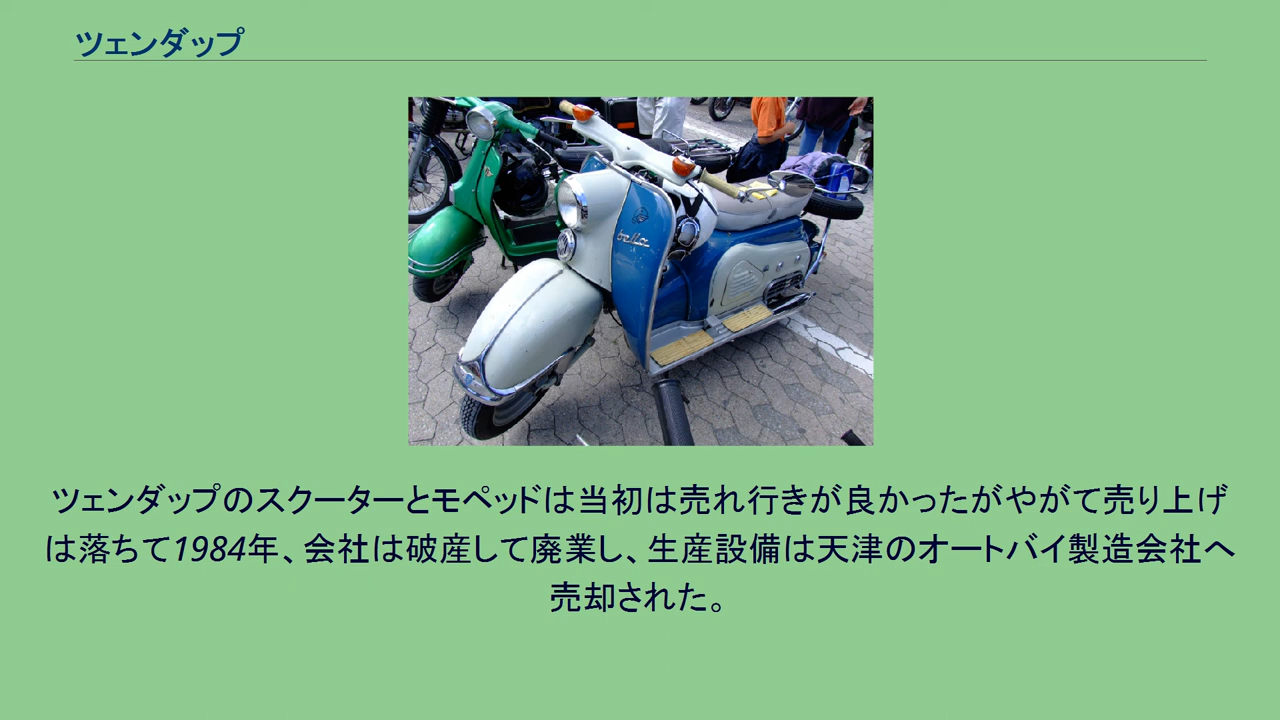 ツェンダップ
bella
ツェンダップのスクーターとモペッドは当初は売れ行きが良かったがやがて売り上げ
は落ちて1984年、会社は破産して廃業し、生産設備は天津のオートバイ製造会社へ
売却された。